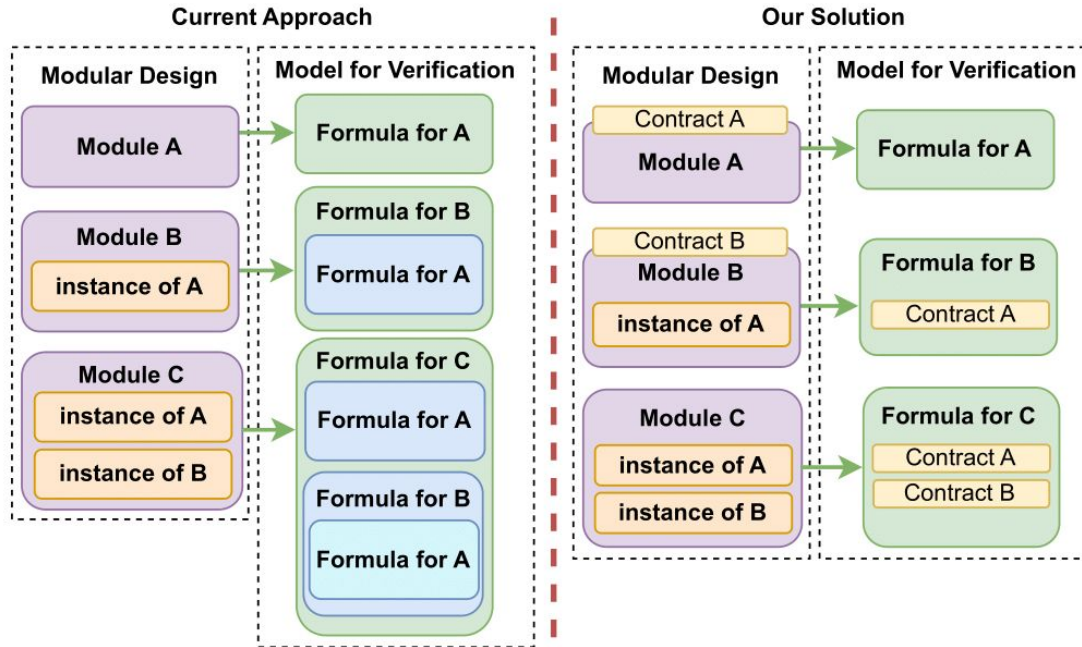 Current Approach
Modular Design
Module A
Module B
instance of A
Module C
instance of A
instance of B
Model for Verification
Formula for A
Formula for B
Formula for A
Formula for C
Formula for A
Formula for B
Formula for A
Our Solution
Modular Design
Contract A
Module A
Contract B
Module B
instance of A
Module C
instance of A
instance of B
Model for Verification
Formula for A
Formula for B
Contract A
Formula for C
Contract A
Contract B